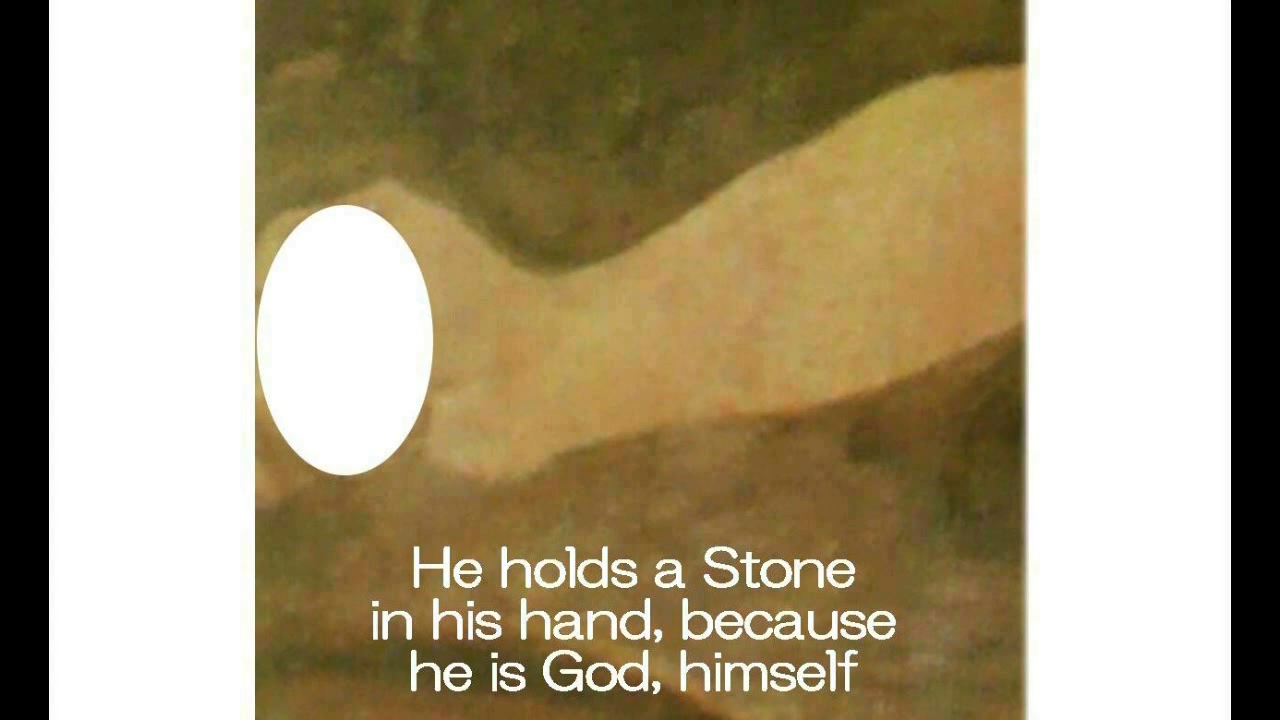 He holds a Stone
in his hand, because
he is God, himself